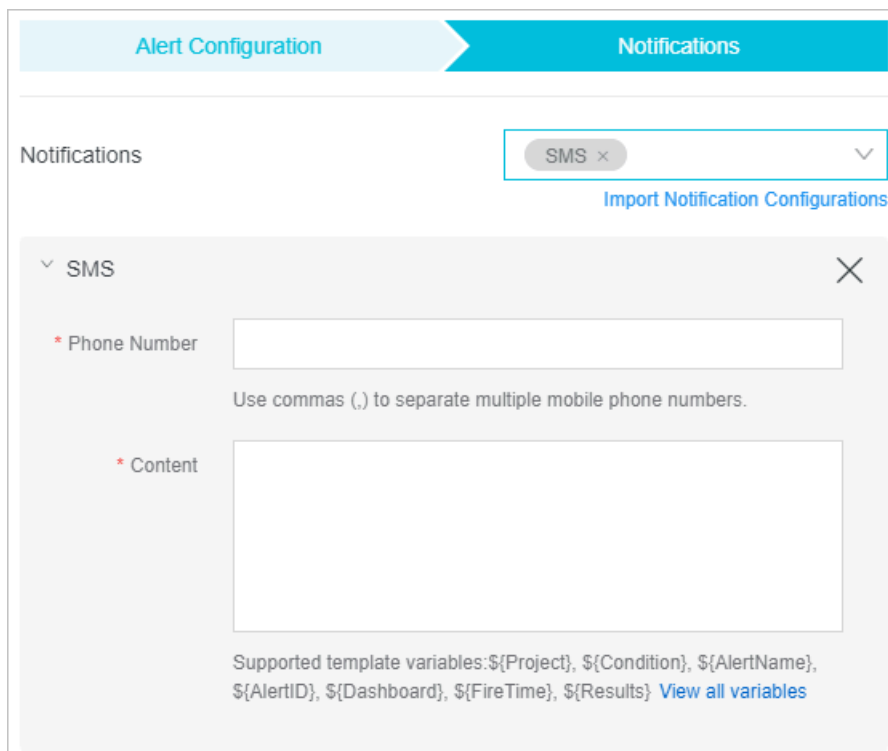 Alert Configuration
Notifications
Notifications
SMS ×
Import Notification Configurations
SMS
* Phone Number
Use commas (,) to separate multiple mobile phone numbers.
* Content
Supported template variables:${Project}, ${Condition}, ${AlertName},
${AlertID}, ${Dashboard}, ${FireTime}, ${Results} View all variables